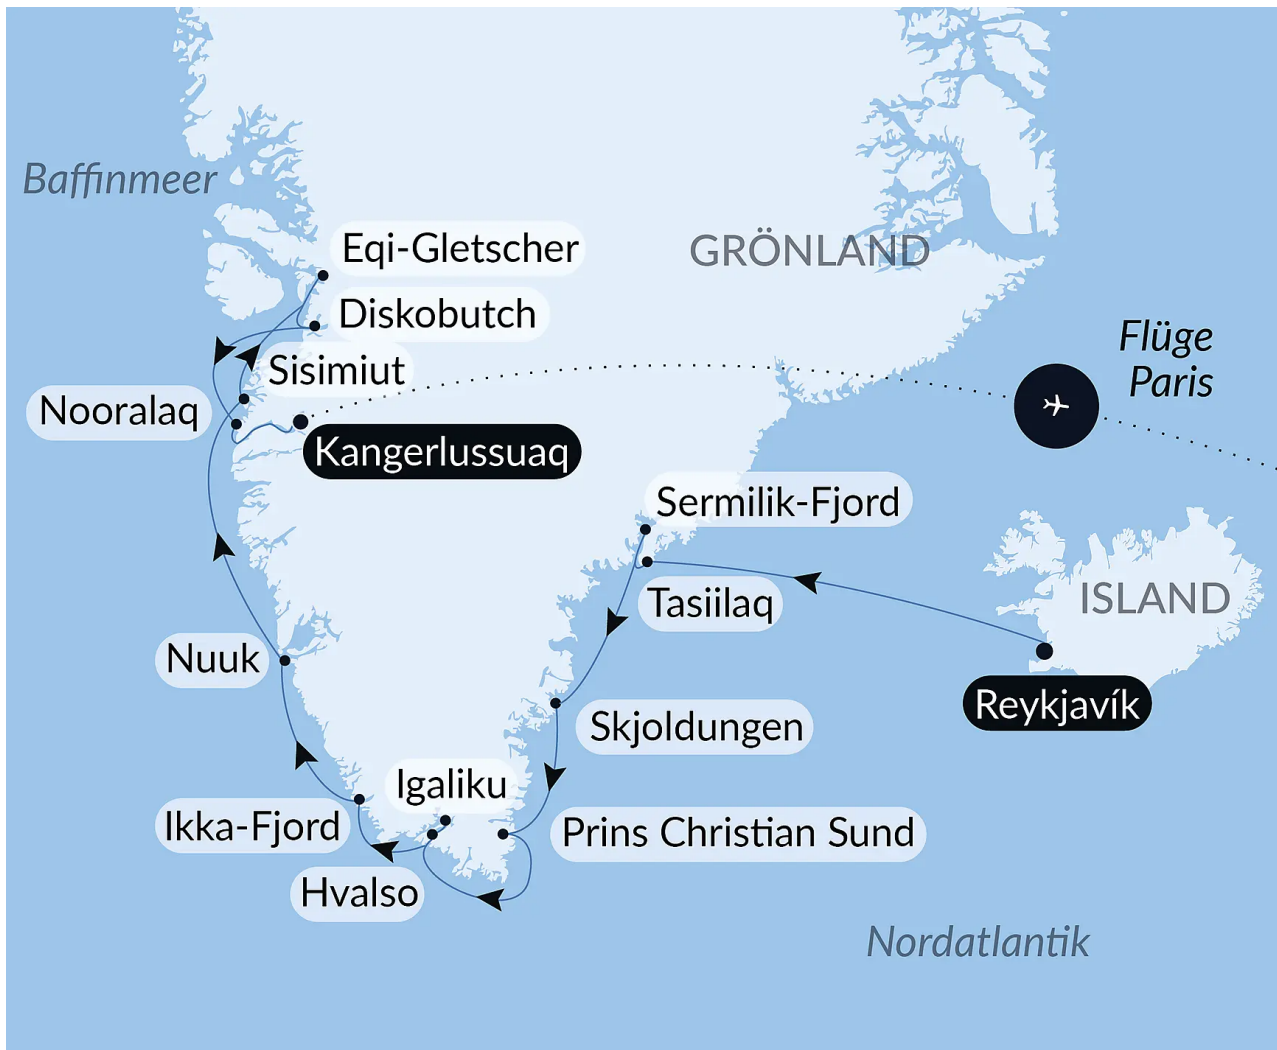 Baffinmeer
Eqi-Gletscher
GRÖNLAND
Diskobutch
Flüge
Paris
Sisimiut
Nooralaq
Kangerlussuaq
Sermilik-Fjord
ISLAND
Tasiilaq
Nuuk
Reykjavík
Skjoldungen
Igaliku
Ikka-Fjord
Prins Christian Sund
Hvalso
Nordatlantik